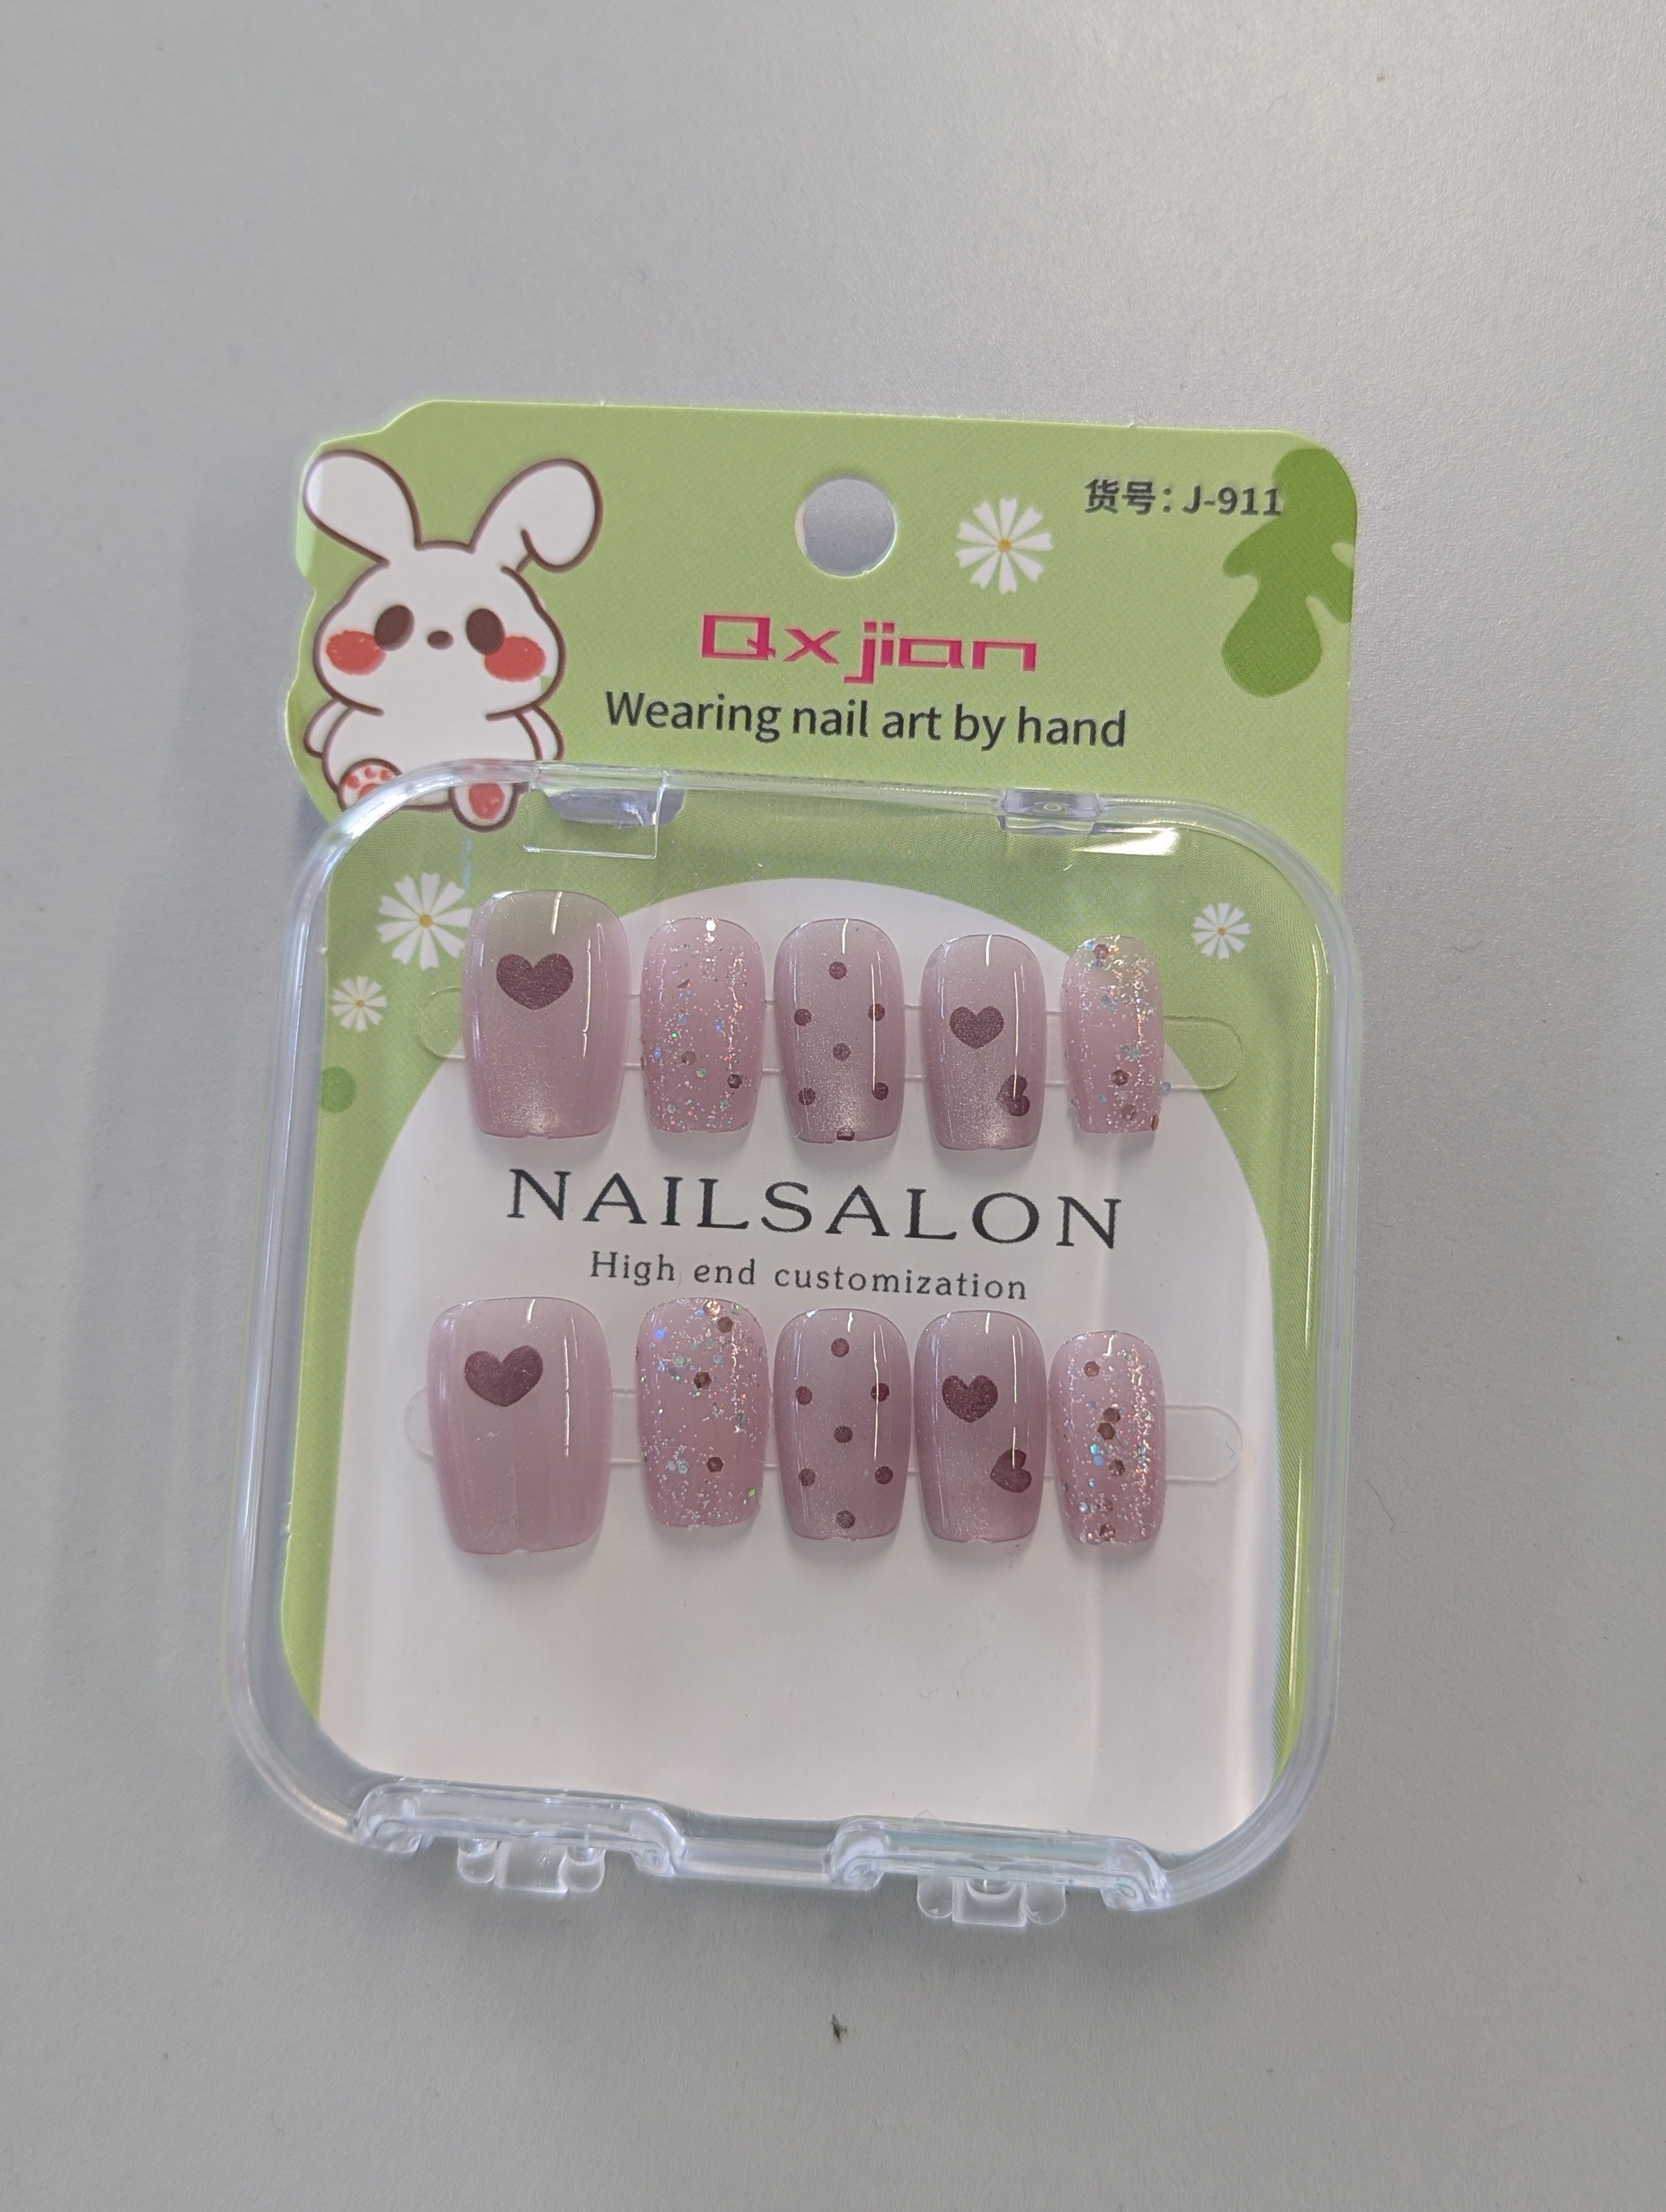 货号：J-911
Qxjian
Wearing nail art by hand
NAILSALON
High end customization